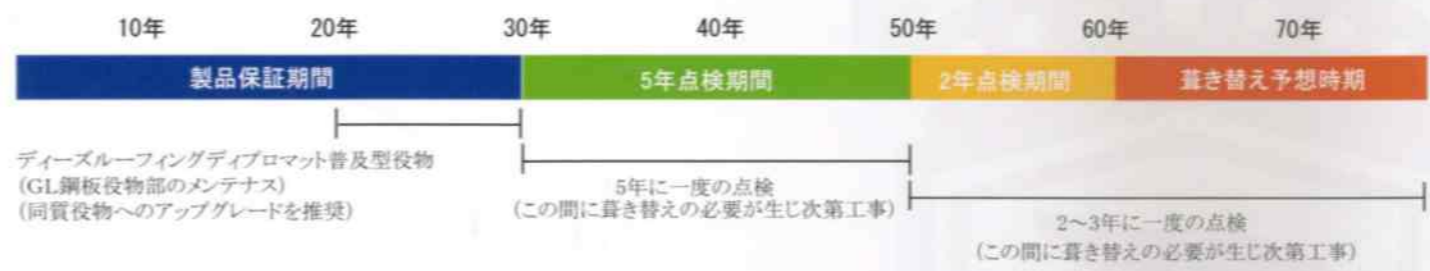 10年 20年 30年 40年 50年 60年 70年
製品保証期間 5年点検期間 2年点検期間 葺き替え予想時期
ディーズルーフィングディプロマット普及型役物
(GL鋼板役物部のメンテナス)
(同質役物へのアップグレードを推奨)
5年に一度の点検
(この間に葺き替えの必要が生じ次第工事)
2〜3年に一度の点検
(この間に葺き替えの必要が生じ次第工事)